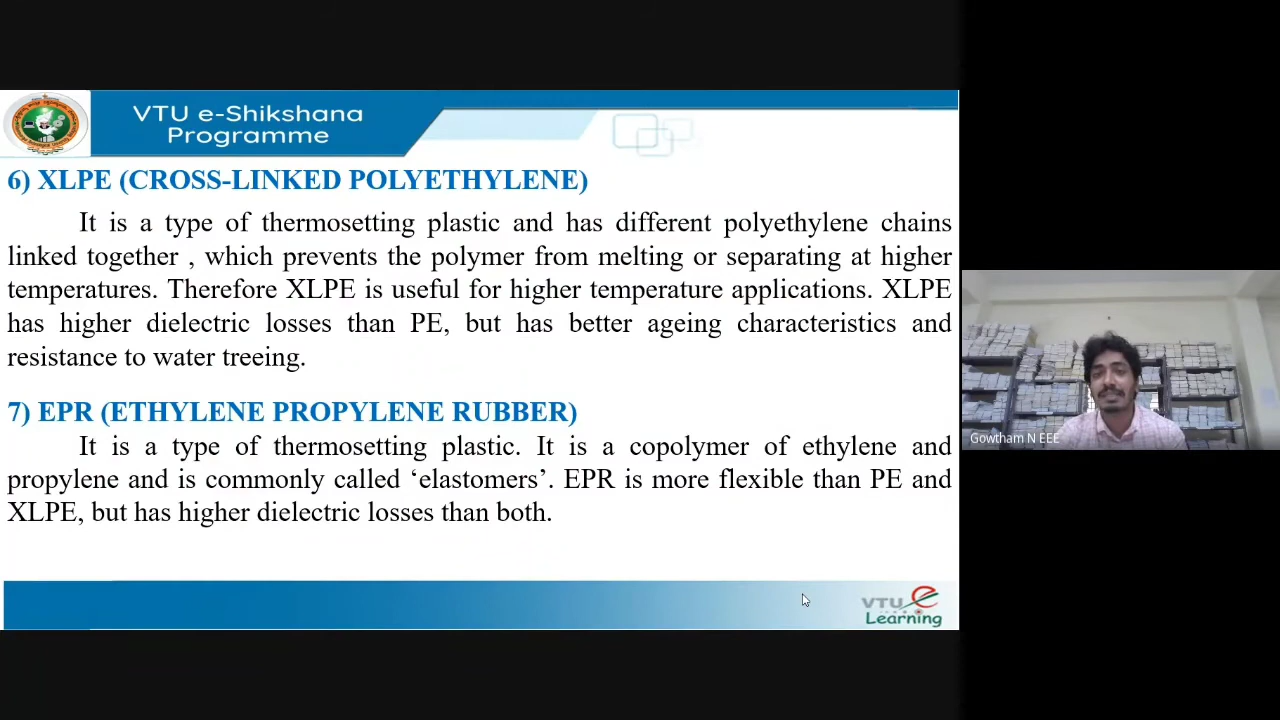 VTU e-Shikshana
Programme
6) XLPE (CROSS-LINKED POLYETHYLENE)
It is a type of thermosetting plastic and has different polyethylene chains
linked together , which prevents the polymer from melting or separating at higher
temperatures. Therefore XLPE is useful for higher temperature applications. XLPE
has higher dielectric losses than PE, but has better ageing characteristics and
resistance to water treeing.
7) EPR (ETHYLENE PROPYLENE RUBBER)
It is a type of thermosetting plastic. It is a copolymer of ethylene and
propylene and is commonly called ‘elastomers’. EPR is more flexible than PE and
XLPE, but has higher dielectric losses than both.
Gowtham N EEE
VTU e
Learning